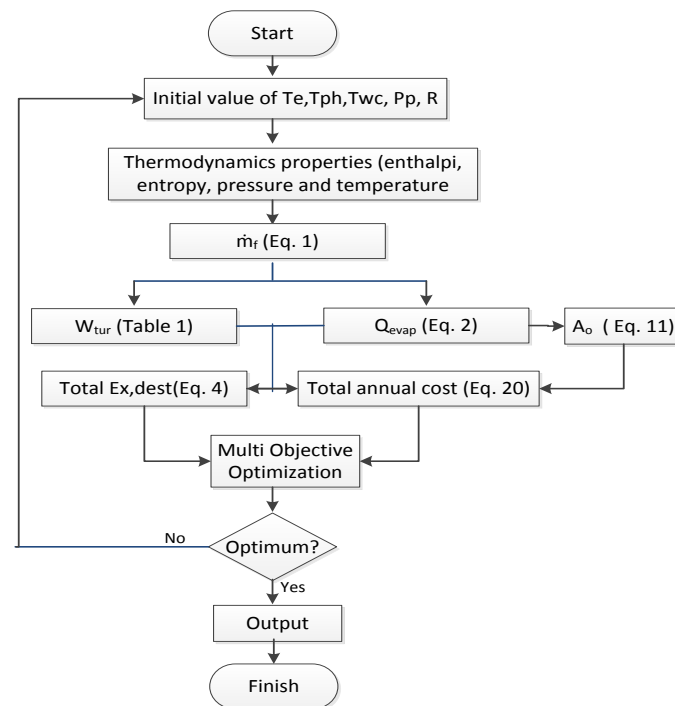 Start
Initial value of Te,Tph,Twc, Pp, R
Thermodynamics properties (enthalpi,
entropy, pressure and temperature
ṁf (Eq. 1)
Wtur (Table 1)
Qevap (Eq. 2)
Ao ( Eq. 11)
Total Ex,dest(Eq. 4)
Total annual cost (Eq. 20)
Multi Objective
Optimization
No
Optimum?
Yes
Output
Finish